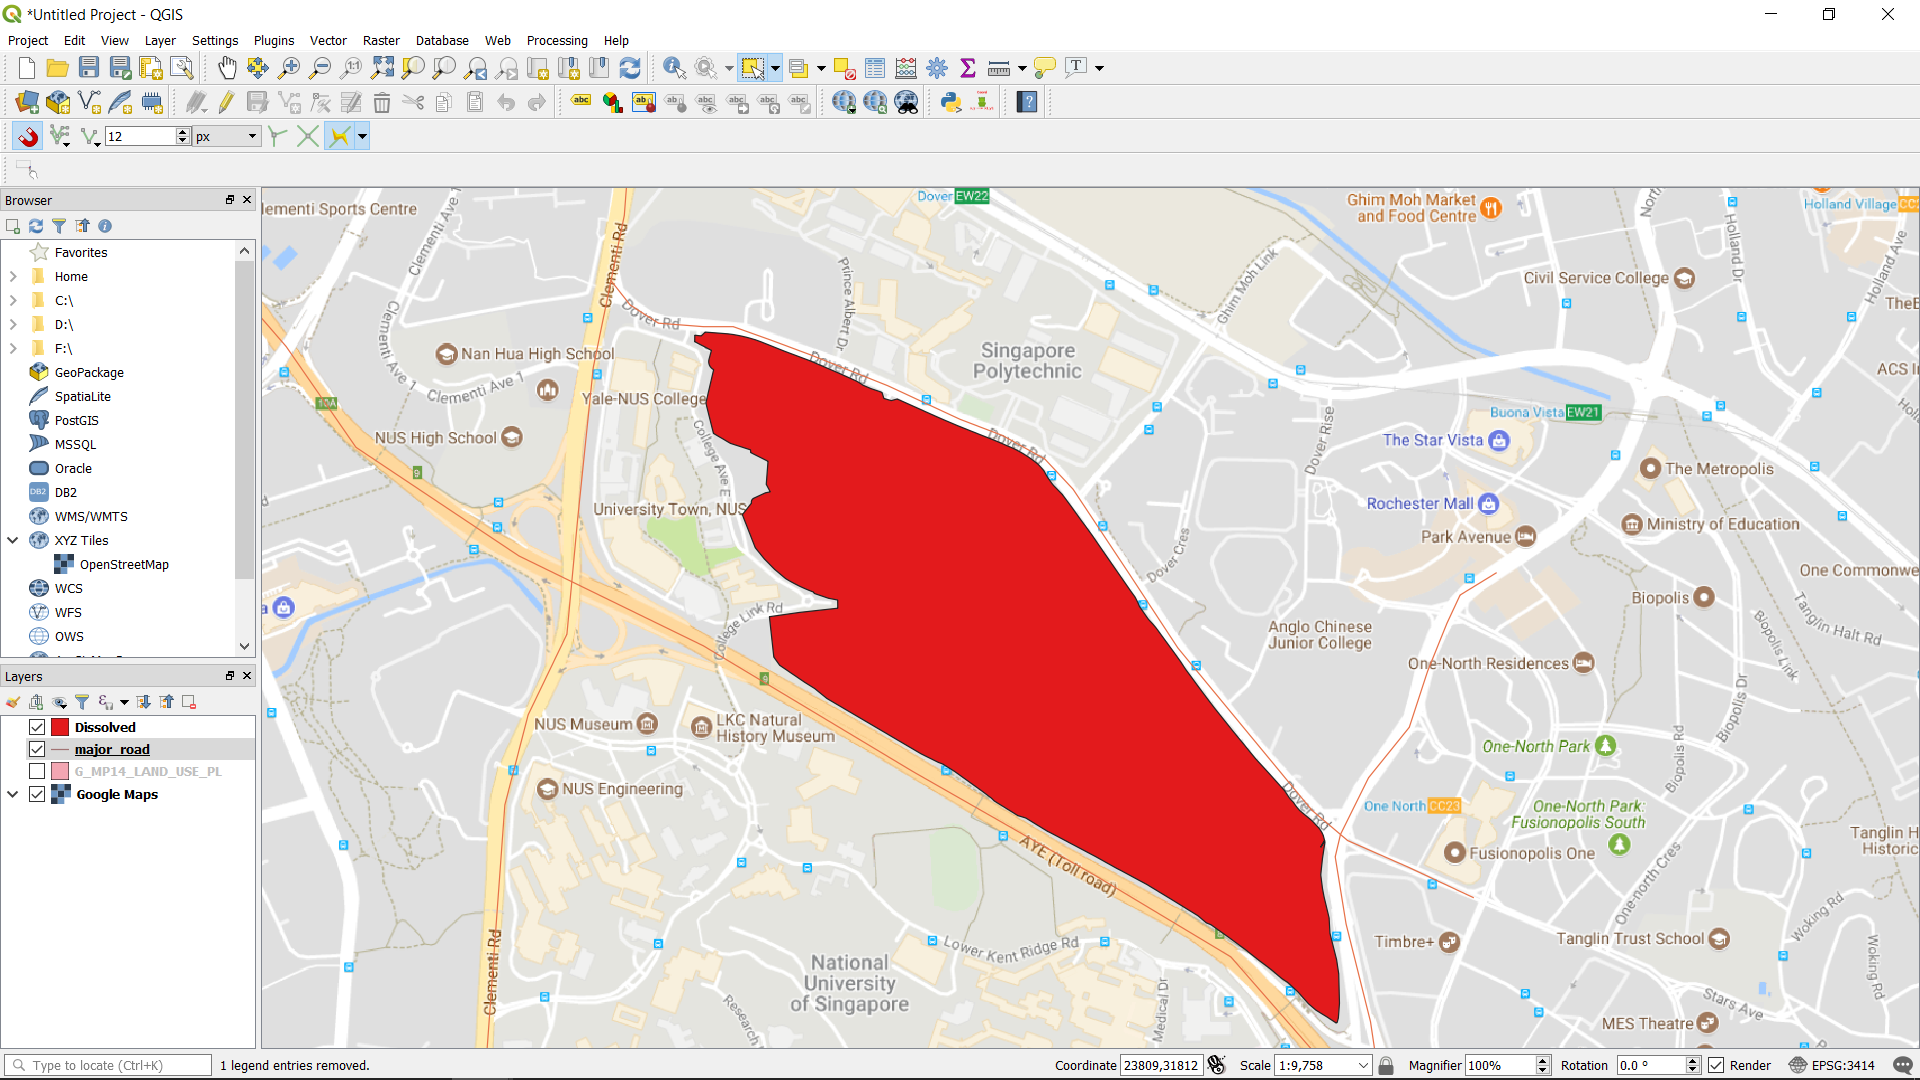 *Untitled Project - QGIS
Project Edit View Layer Settings Plugins Vector Raster Database Web Processing Help
12 px
Browser
Favorites
Home
C:\
D:\
F:\
GeoPackage
SpatiaLite
PostGIS
MSSQL
Oracle
DB2
WMS/WMTS
XYZ Tiles
OpenStreetMap
WCS
WFS
OWS
Layers
Dissolved
major_road
G_MP14_LAND_USE_PL
Google Maps
lementi Sports Centre
Clementi Ave 1
Clementi Rd
Dover EW22
Ghim Moh Market
and Food Centre
Holland Village
Holland Dr
Holland Ave
Civil Service College
Ghim Moh Link
Prince Albert Dr
Dover Rd
Nan Hua High School
Clementi Ave 1
Clementi Ave 1
Dover Rd
Singapore
Polytechnic
ACS I
10A
Yale-NUS College
NUS High School
College Ave E
Dover Rd
Dover Rise
Buona Vista EW21
The Star Vista
The Metropolis
9
University Town, NUS
Rochester Mall
Ministry of Education
Park Avenue
Dover Cres
One Commonwe
Biopolis
Tanglin Halt Rd
College Link Rd
Anglo Chinese
Junior College
Biopolis Link
One-North Residences
9
Biopolis Dr
NUS Museum
LKC Natural
History Museum
One-North Park
Biopolis Rd
NUS Engineering
Dover Rd
One North CC23
One-North Park:
Fusionopolis South
AYE (Toll road)
Fusionopolis One
Tanglin H
Historic
One-north Cres
Clementi Rd
Lower Kent Ridge Rd
Timbre+
Tanglin Trust School
Woking Rd
Woking Rd
National
University
of Singapore
Research
Medical Dr
Stars Ave
MES Theatre
Type to locate (Ctrl+K) 1 legend entries removed. Coordinate 23809,31812 Scale 1:9,758 Magnifier 100% Rotation 0.0 ° Render EPSG:3414